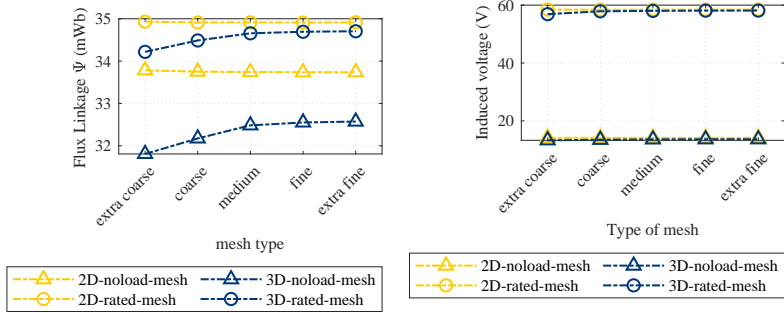 35
34
33
32
Flux Linkage Ψ (mWb)
extra coarse
coarse
medium
fine
extra fine
mesh type
2D-noload-mesh
3D-noload-mesh
2D-rated-mesh
3D-rated-mesh
60
40
20
Induced voltage (V)
extra coarse
coarse
medium
fine
extra fine
Type of mesh
2D-noload-mesh
3D-noload-mesh
2D-rated-mesh
3D-rated-mesh